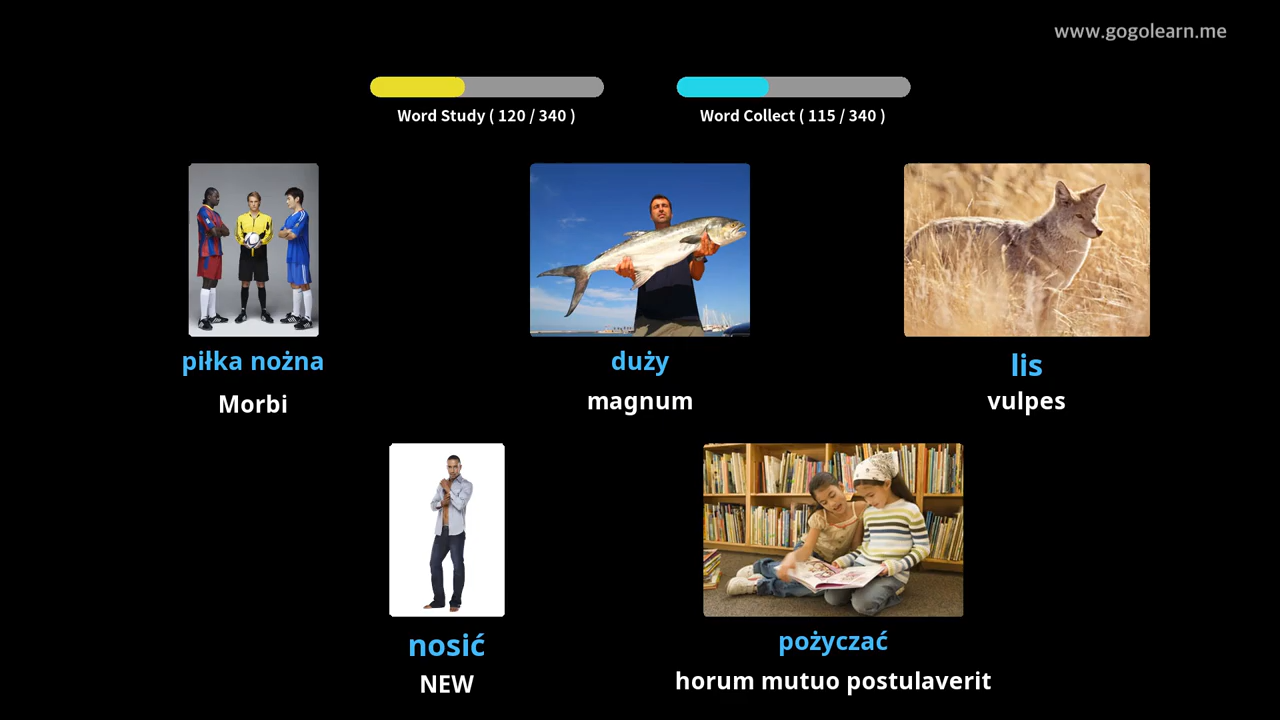 www.gogolearn.me
Word Study ( 120 / 340 )
Word Collect ( 115 / 340 )
piłka nożna
Morbi
duży
magnum
lis
vulpes
nosić
NEW
pożyczać
horum mutuo postulaverit